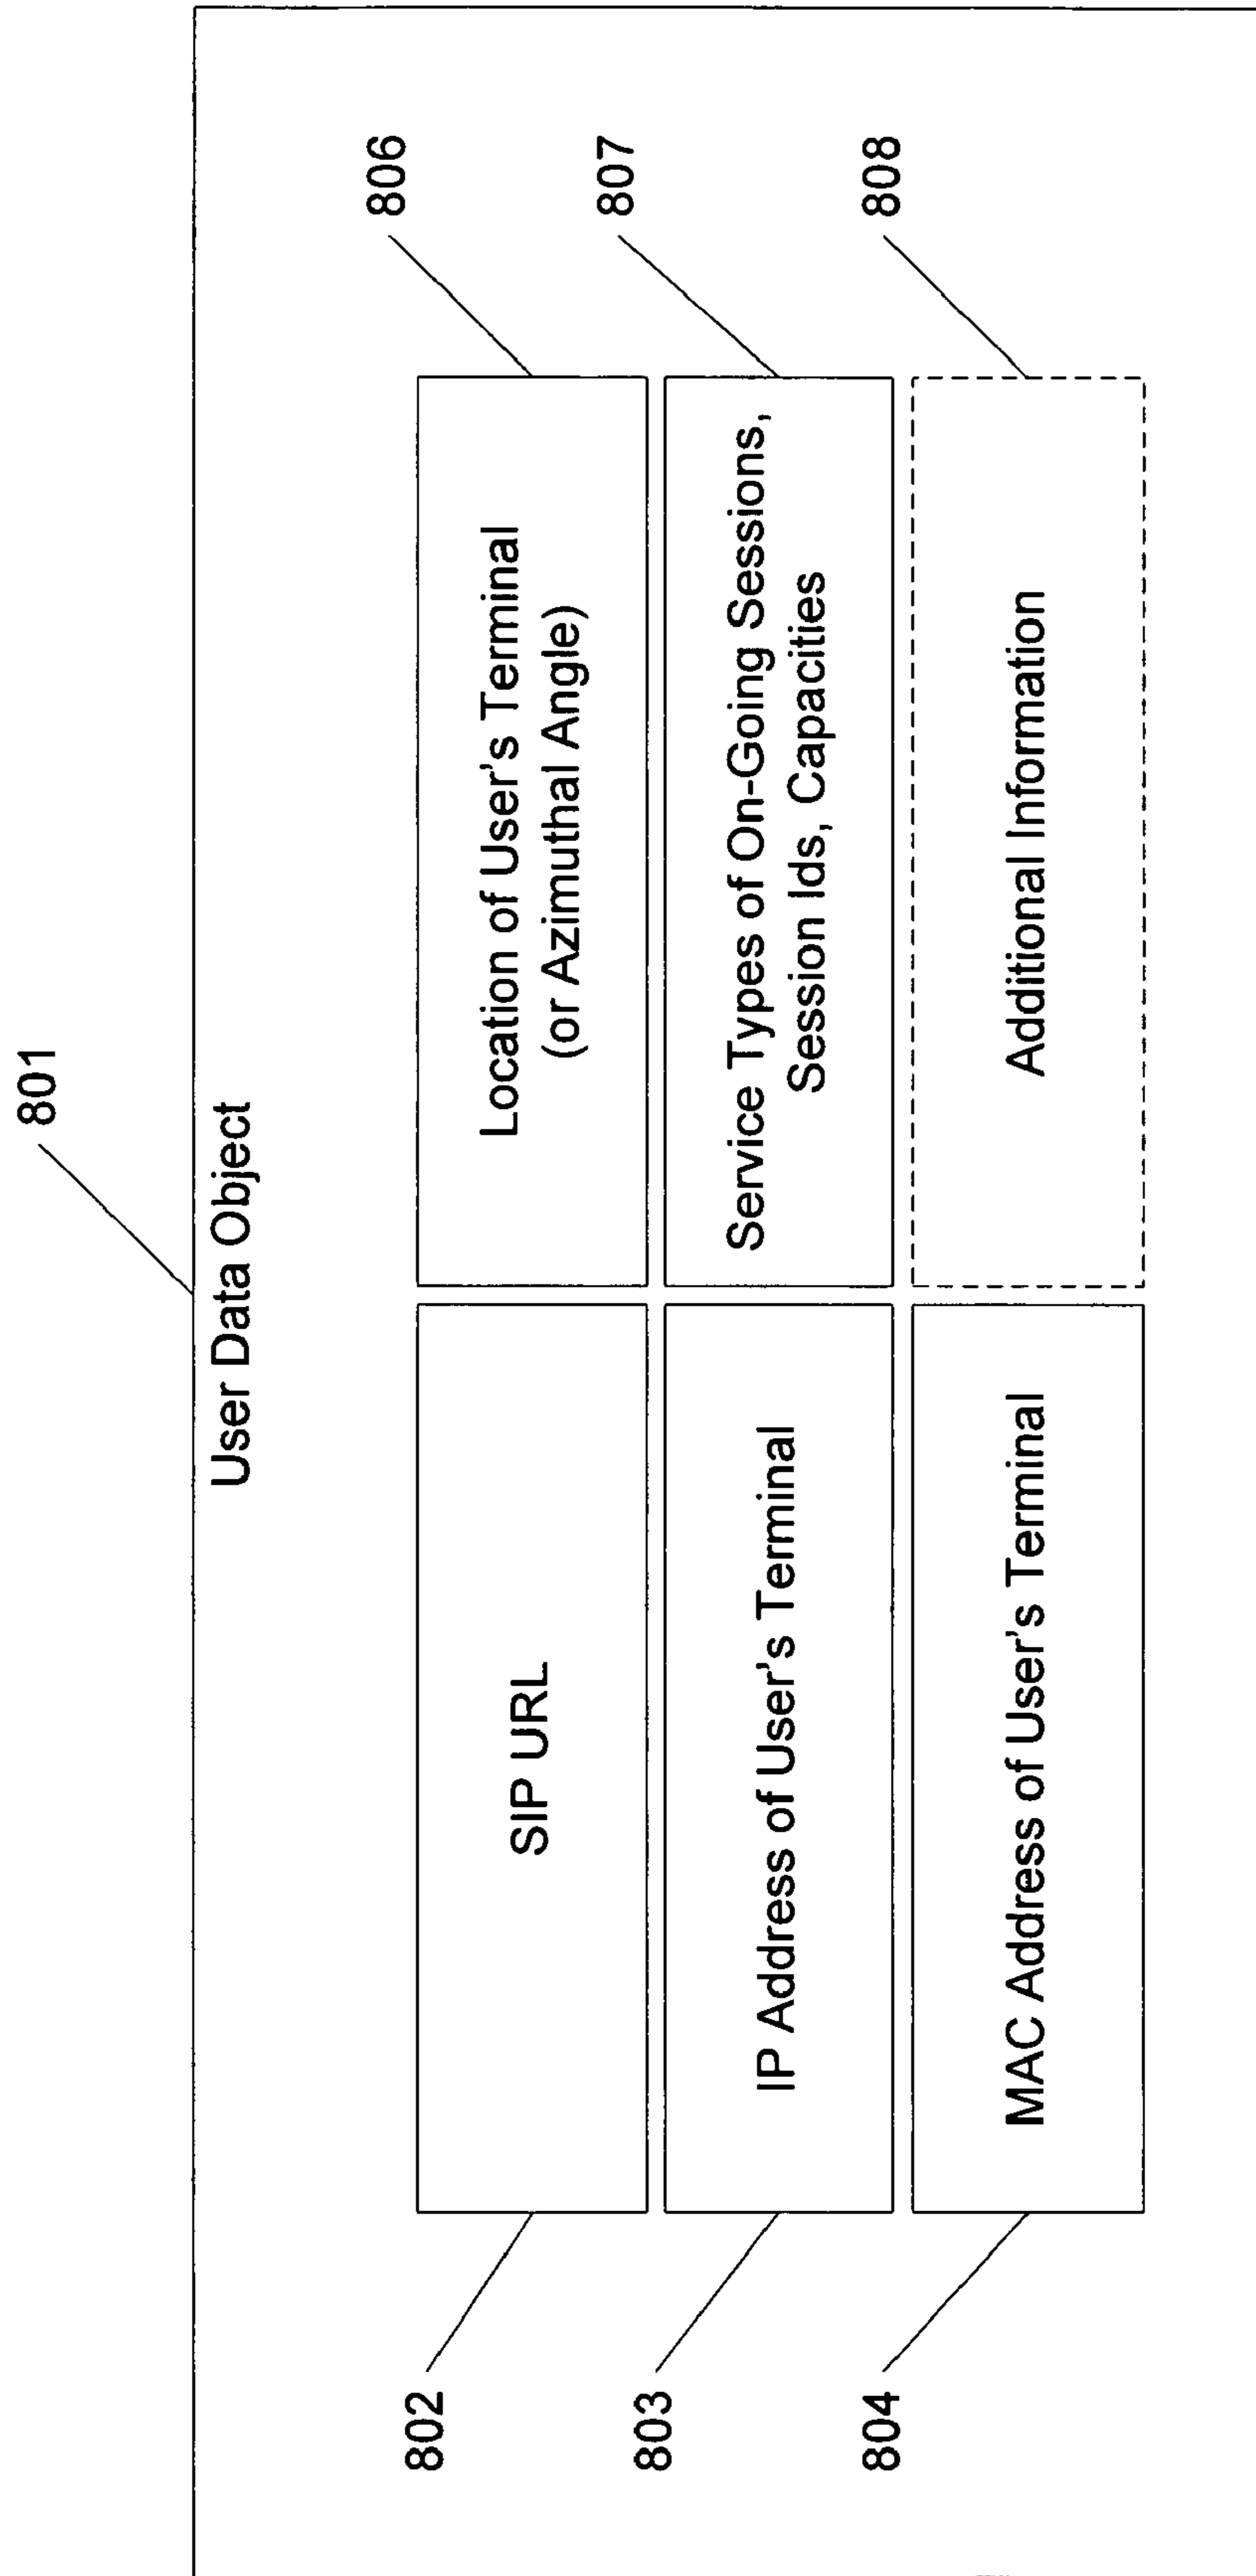 801
User Data Object
802
SIP URL
Location of User's Terminal
(or Azimuthal Angle)
806
803
IP Address of User's Terminal
Service Types of On-Going Sessions,
Session Ids, Capacities
807
804
MAC Address of User's Terminal
Additional Information
808